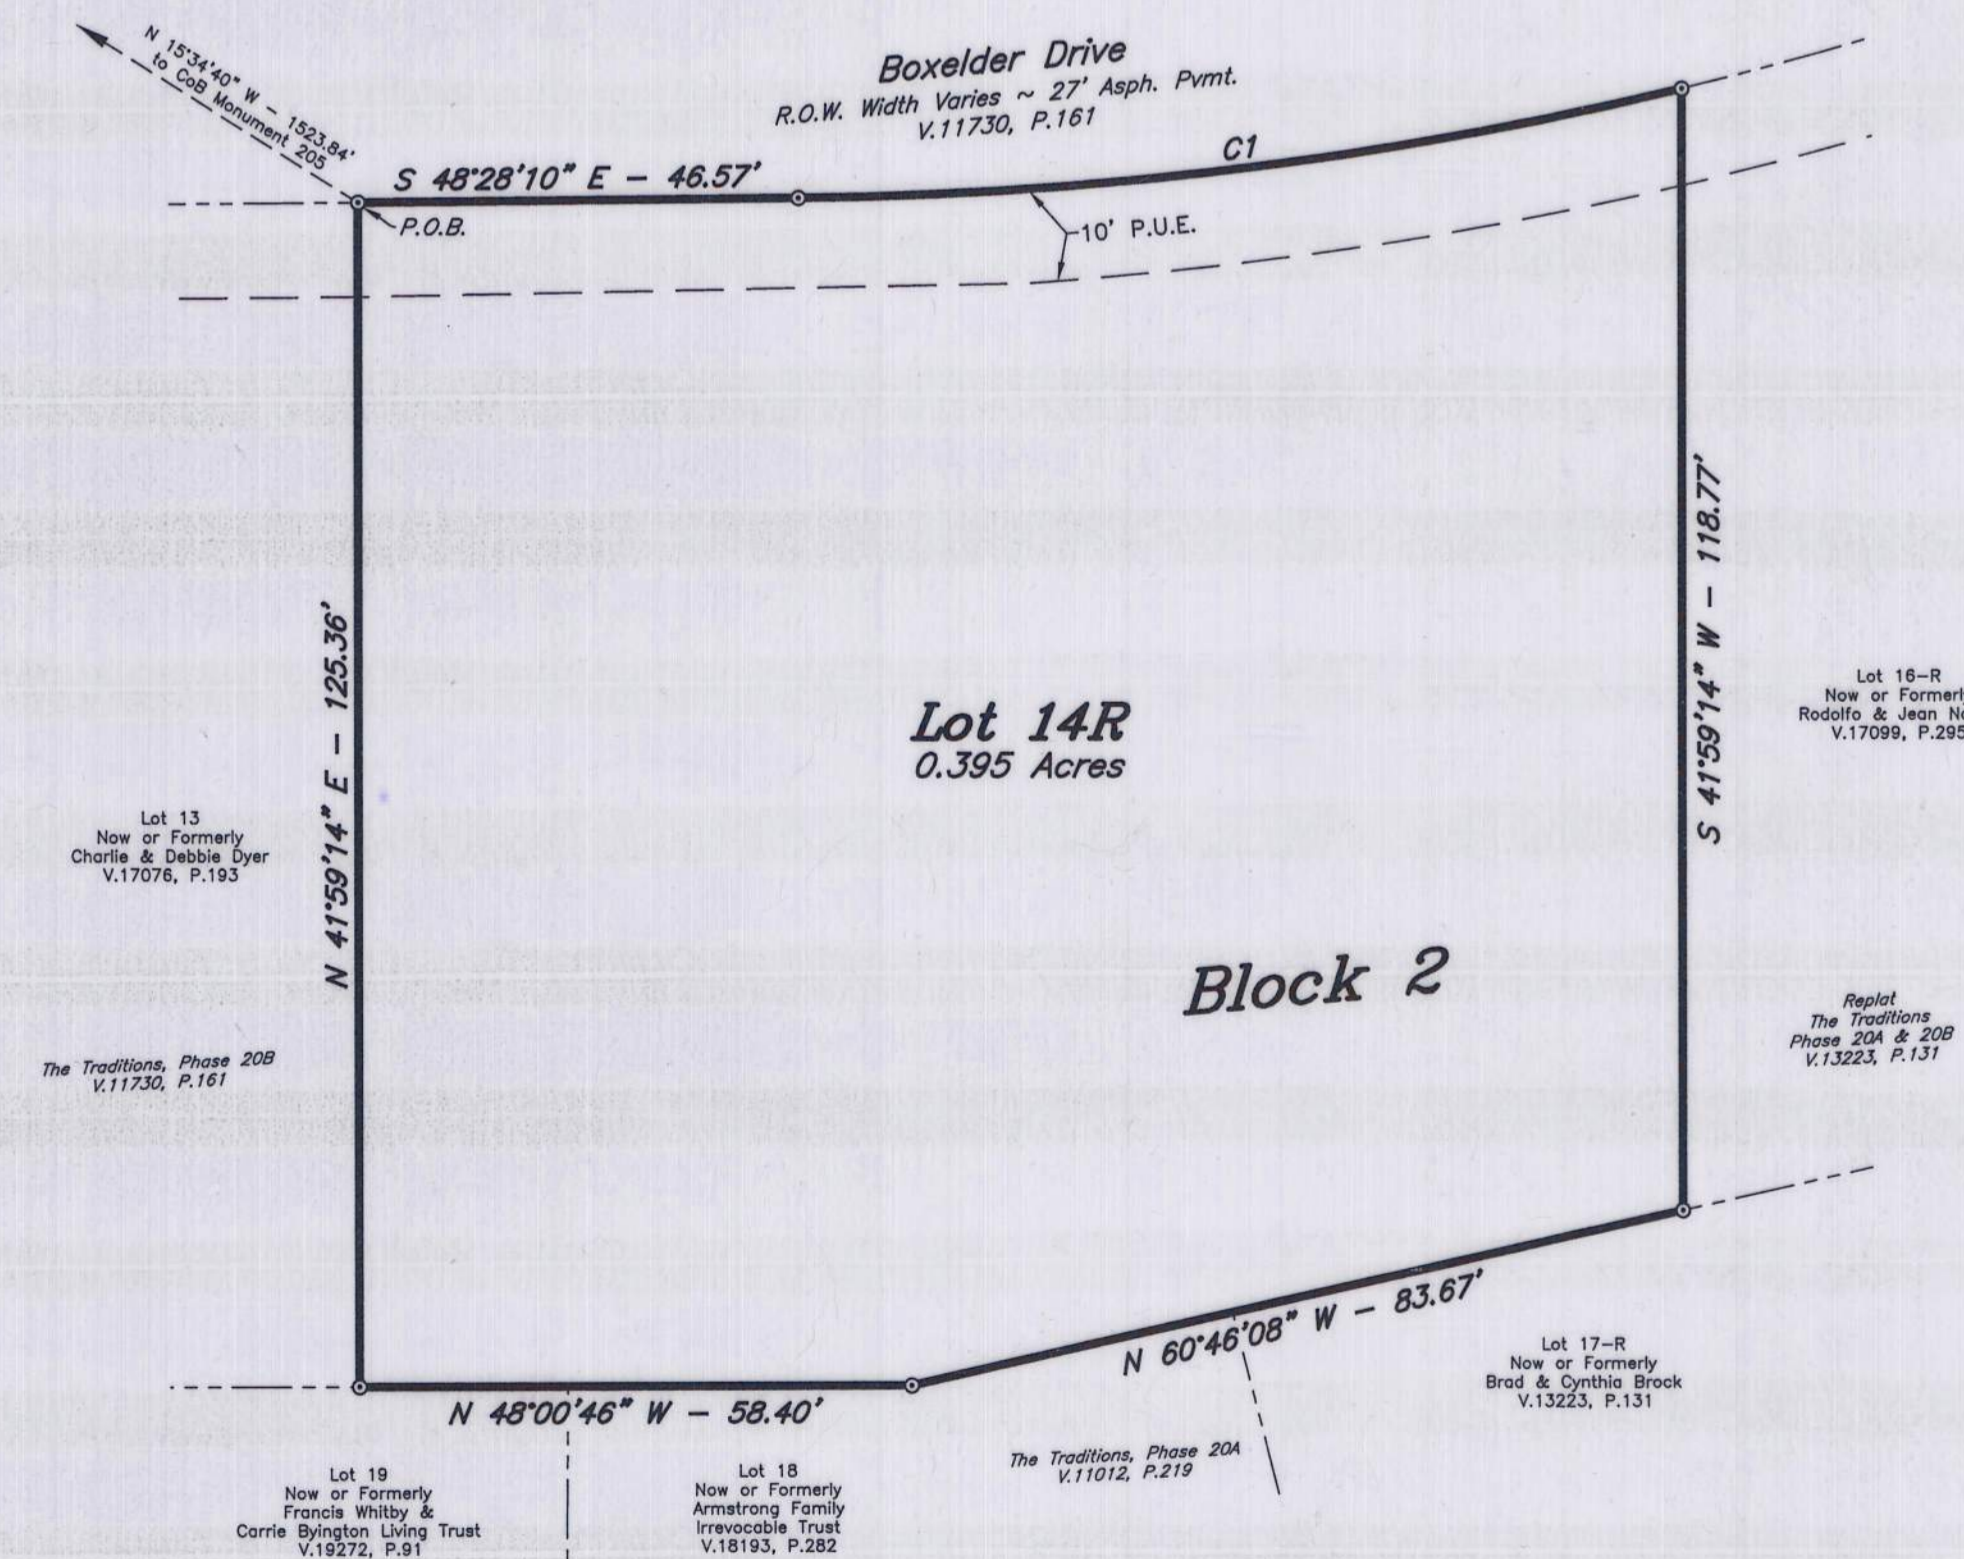 N 15°34'40" W - 1523.84'
to CoB Monument 205
Boxelder Drive
R.O.W. Width Varies ~ 27' Asph. Pvmt.
V.11730, P.161
S 48°28'10" E - 46.57'
C1
P.O.B.
10' P.U.E.
N 41°59'14" E - 125.36'
S 41°59'14" W - 118.77'
Lot 14R
0.395 Acres
Lot 16-R
Now or Formerly
Rodolfo & Jean
V.17099, P.295
Lot 13
Now or Formerly
Charlie & Debbie Dyer
V.17076, P.193
Block 2
Replat
The Traditions
Phase 20A & 20B
V.13223, P.131
The Traditions, Phase 20B
V.11730, P.161
N 60°46'08" W - 83.67'
N 48°00'46" W - 58.40'
Lot 17-R
Now or Formerly
Brad & Cynthia Brock
V.13223, P.131
The Traditions, Phase 20A
V.11012, P.219
Lot 19
Now or Formerly
Francis Whitby &
Carrie Byington Living Trust
V.19272, P.91
Lot 18
Now or Formerly
Armstrong Family
Irrevocable Trust
V.18193, P.282